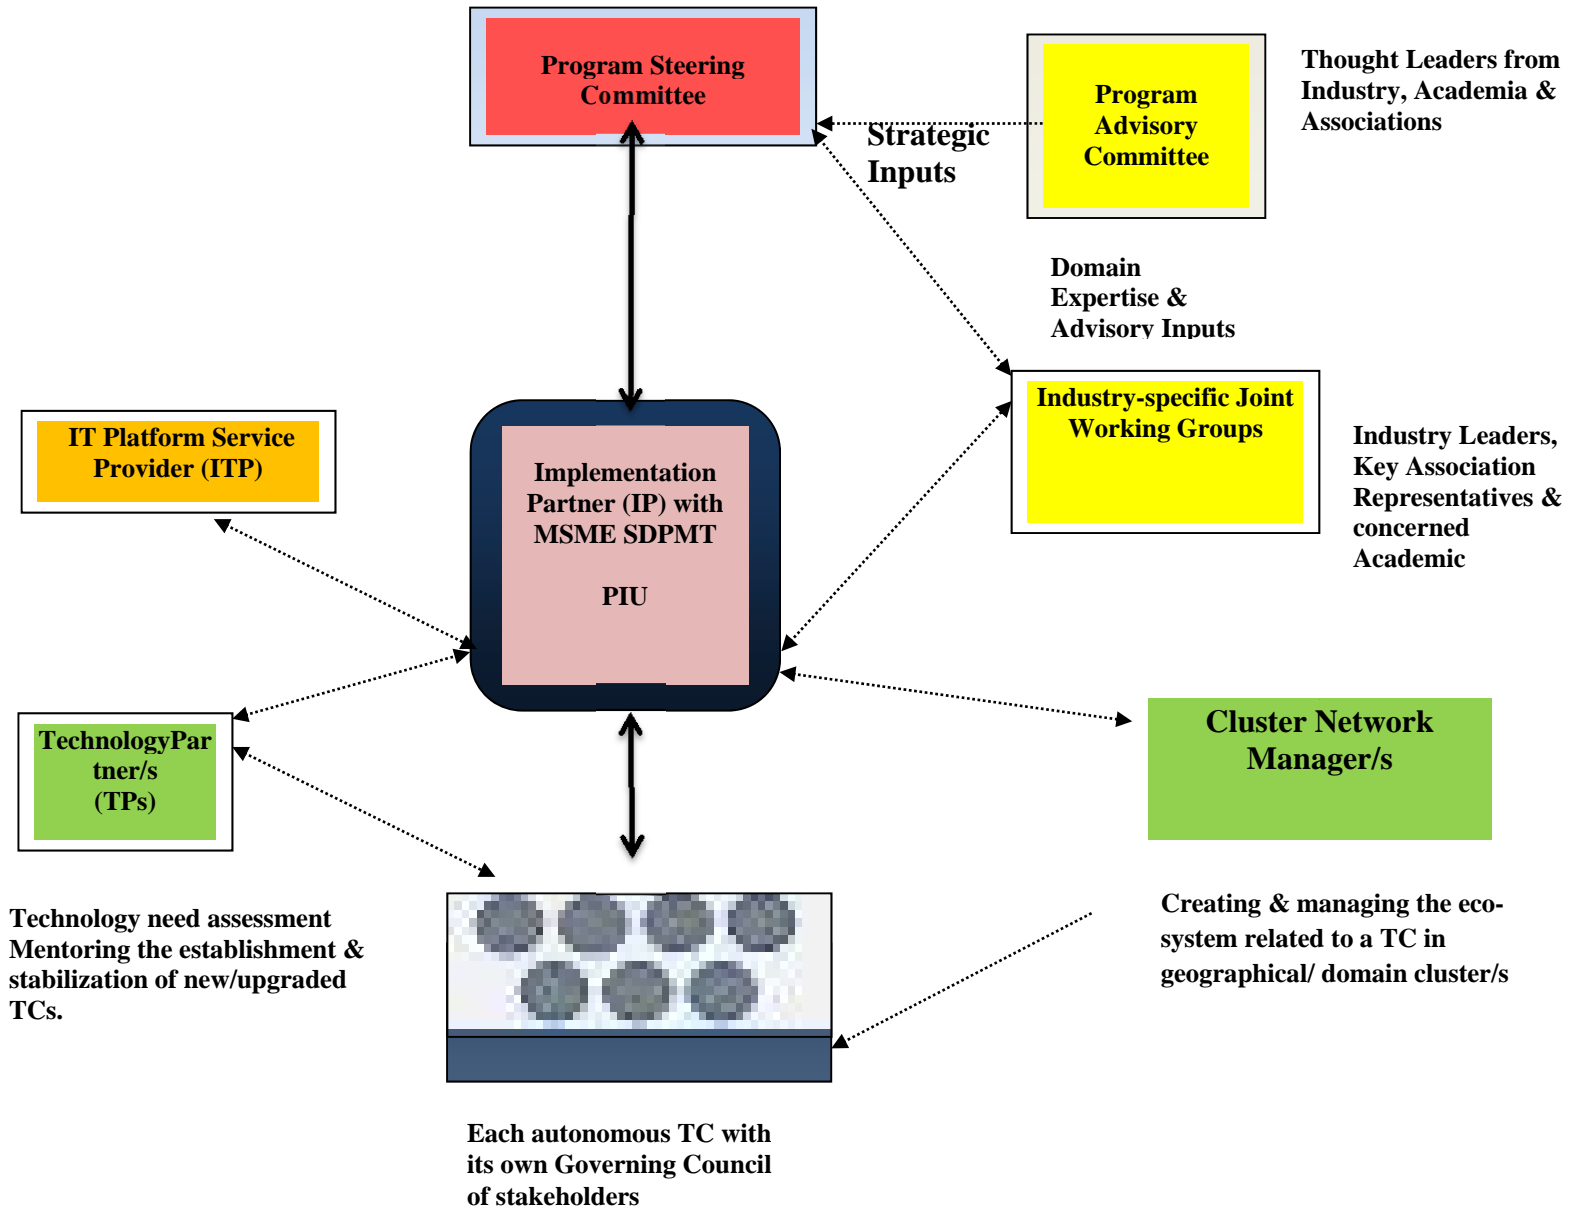 Program Steering
Committee
Program
Advisory
Committee
Thought Leaders from
Industry, Academia &
Associations
Strategic
Inputs
Domain
Expertise &
Advisory Inputs
Industry-specific Joint
Working Groups
Industry Leaders,
Key Association
Representatives &
concerned
Academic
IT Platform Service
Provider (ITP)
Implementation
Partner (IP) with
MSME SDPMT
PIU
TechnologyPar
tner/s
(TPs)
Cluster Network
Manager/s
Technology need assessment
Mentoring the establishment &
stabilization of new/upgraded
TCs.
Creating & managing the eco-
system related to a TC in
geographical/ domain cluster/s
Each autonomous TC with
its own Governing Council
of stakeholders